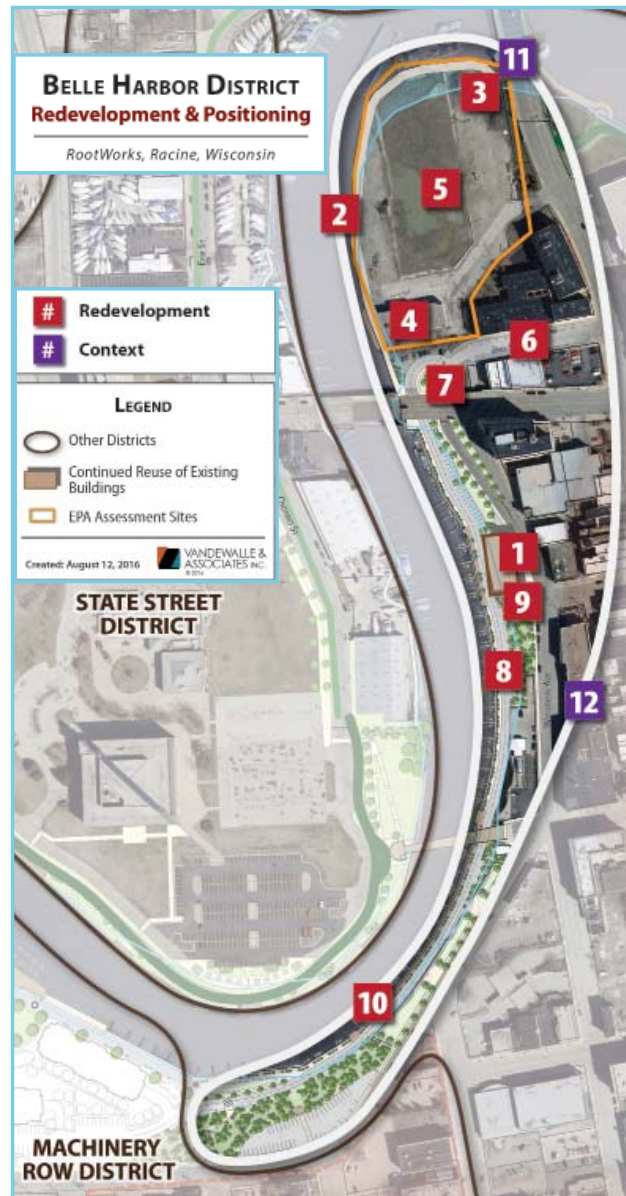 BELLE HARBOR DISTRICT
Redevelopment & Positioning
RootWorks, Racine, Wisconsin
# Redevelopment
# Context
LEGEND
Other Districts
Continued Reuse of Existing
Buildings
EPA Assessment Sites
Created: August 12, 2016
VANDEWALLE &
ASSOCIATES INC.
11
3
5
2
4
6
7
1
9
8
12
10
STATE STREET
DISTRICT
MACHINERY
ROW DISTRICT